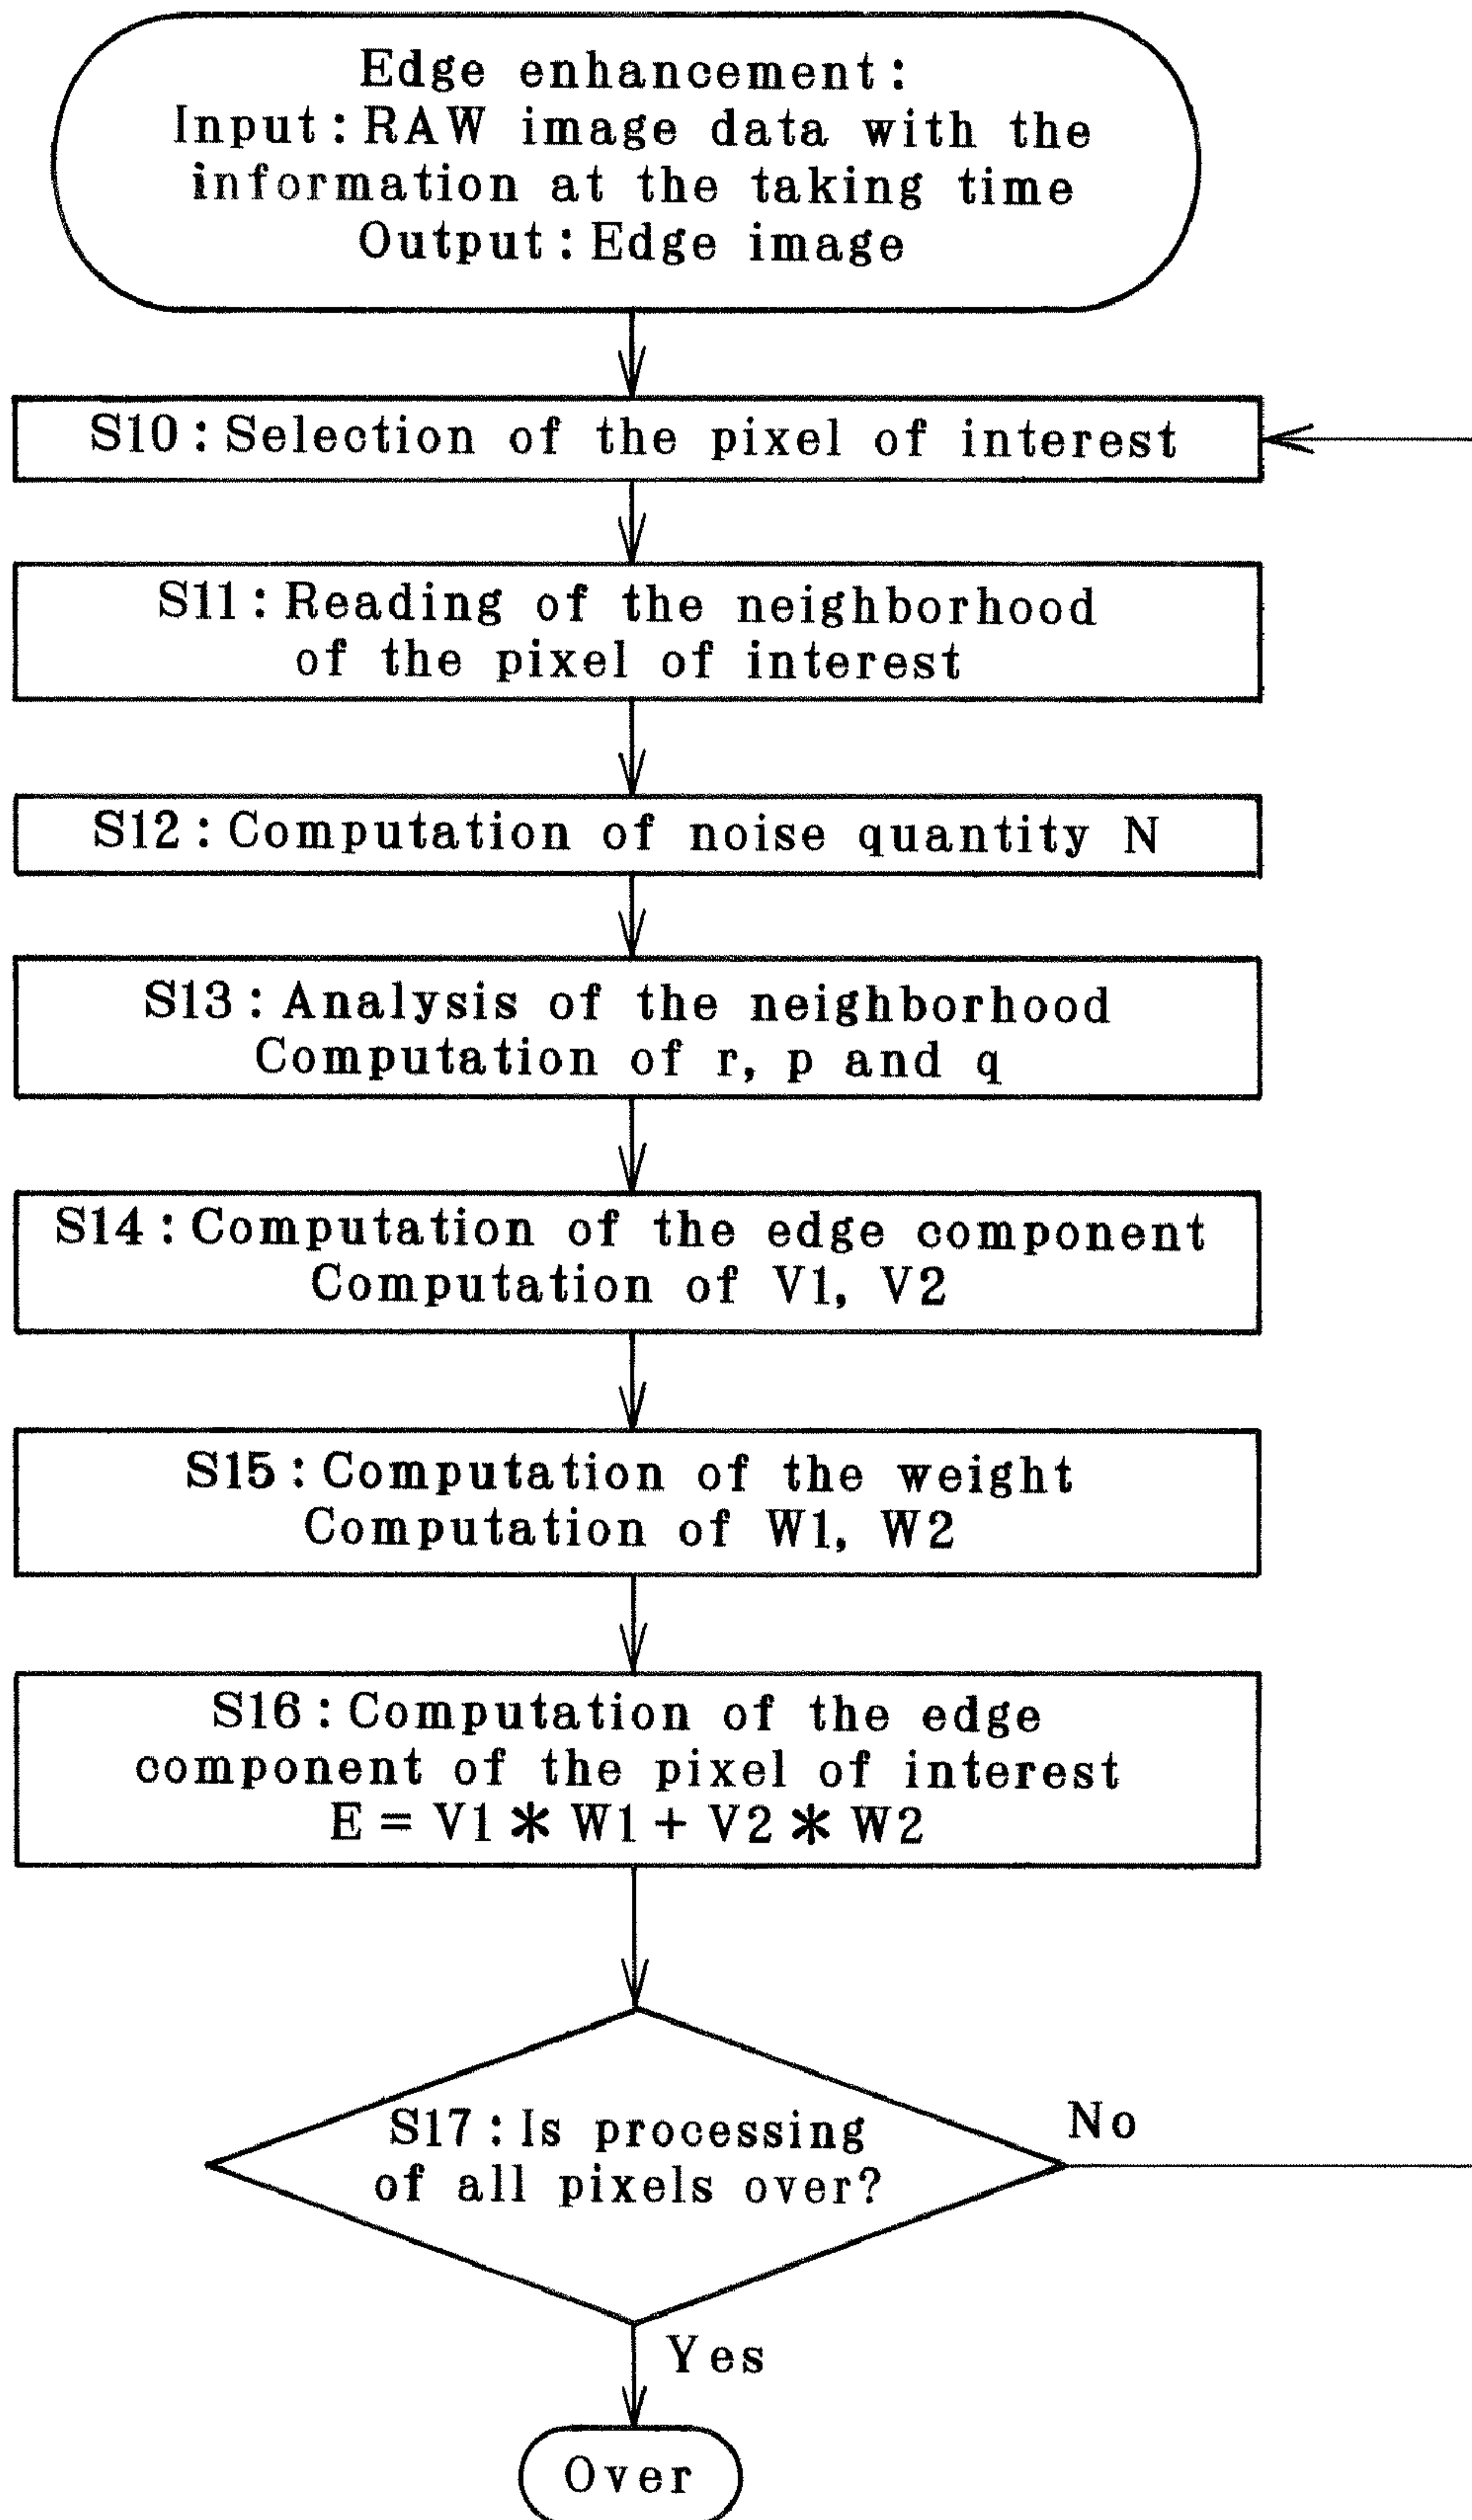 Edge enhancement:
Input:RAW image data with the
information at the taking time
Output:Edge image
S10:Selection of the pixel of interest
S11:Reading of the neighborhood
of the pixel of interest
S12:Computation of noise quantity N
S13:Analysis of the neighborhood
Computation of r, p and q
S14:Computation of the edge component
Computation of V1, V2
S15:Computation of the weight
Computation of W1, W2
S16:Computation of the edge
component of the pixel of interest
E = V1 * W1 + V2 * W2
S17:Is processing
of all pixels over?
No
Yes
Over